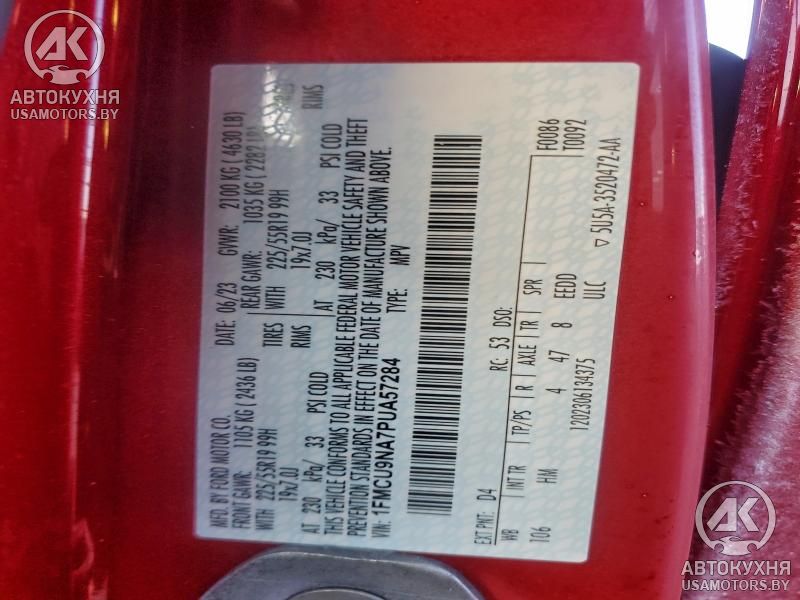 AK
АВТОКУХНЯ
USAMOTORS.BY
MFD. BY FORD MOTOR CO.
DATE: 06/23 GVWR: 2100 KG ( 4630 LB)
FRONT GAWR: 1105 KG ( 2436 LB) REAR GAWR: 1035 KG ( 2282 LB)
WITH 225/55R19 99H TIRES WITH 225/55R19 99H
19x7.0J RIMS 19x7.0J RIMS
AT 230 kPa/ 33 PSI COLD AT 230 kPa/ 33 PSI COLD
THIS VEHICLE CONFORMS TO ALL APPLICABLE FEDERAL MOTOR VEHICLE SAFETY AND THEFT
PREVENTION STANDARDS IN EFFECT ON THE DATE OF MANUFACTURE SHOWN ABOVE.
VIN: 1FMCU9NA7PUA57284 TYPE: MPV
EXT PNT: D4 RC: 53 DSO: F0086
WB INT TR TP/PS R AXLE TR SPR T0092
106 HM 4 47 8 EEDD
1202306134375 ULC ▽ 5U5A-3520472-AA
AK
АВТОКУХНЯ
USAMOTORS.BY